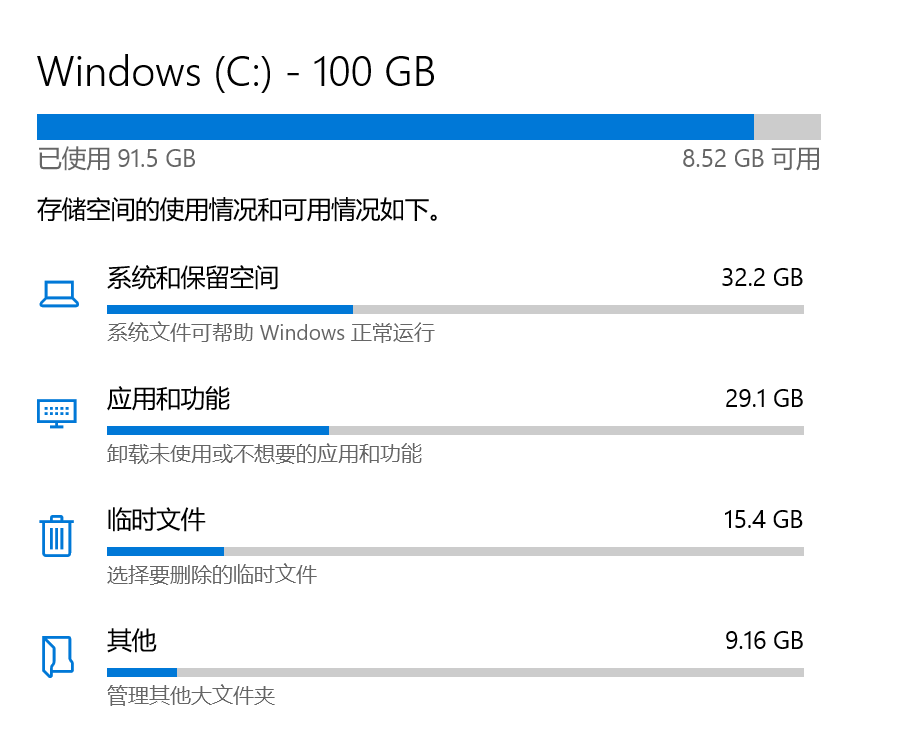 Windows (C:) - 100 GB
已使用 91.5 GB 8.52 GB 可用
存储空间的使用情况和可用情况如下。
系统和保留空间 32.2 GB
系统文件可帮助 Windows 正常运行
应用和功能 29.1 GB
卸载未使用或不想要的应用和功能
临时文件 15.4 GB
选择要删除的临时文件
其他 9.16 GB
管理其他大文件夹